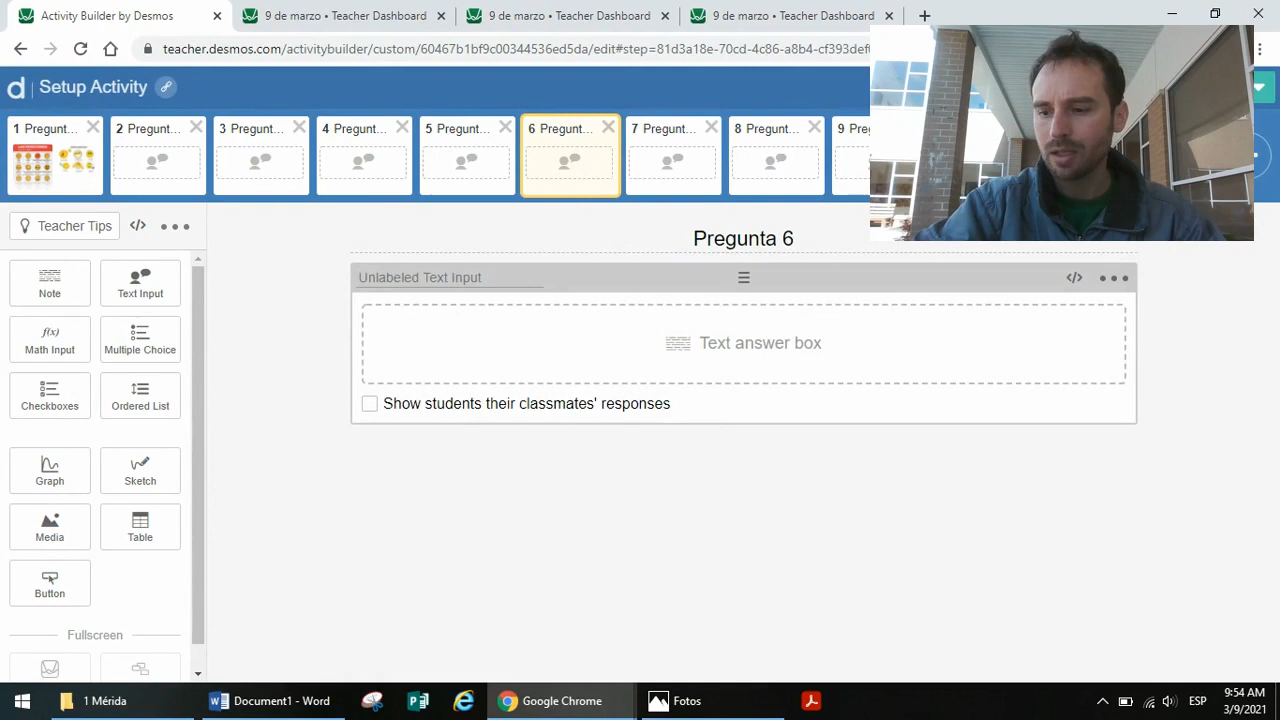 Activity Builder by Desmos
9 de marzo • Teacher Dashboard
9 de marzo • Teacher Dashboard
9 de marzo • Teacher Dashboard
teacher.desmos.com/activitybuilder/custom/60467b1bf9c00344536ed5da/edit#step=81d3a18e-70cd-4c86-a8b4-cf393def
d Setup Activity
1 Pregunt...
2 Pregunt...
3 Pregunt...
4 Pregunt...
5 Pregunt...
6 Pregunt...
7 Pregunt...
8 Pregunt...
9 Pregu
Teacher Tips
Pregunta 6
Note
Text Input
Unlabeled Text Input
f(x)
Math Input
Multiple Choice
Text answer box
Checkboxes
Ordered List
Show students their classmates' responses
Graph
Sketch
Media
Table
Button
Fullscreen
1 Mérida
Document1 - Word
Google Chrome
Fotos
ESP
9:54 AM
3/9/2021